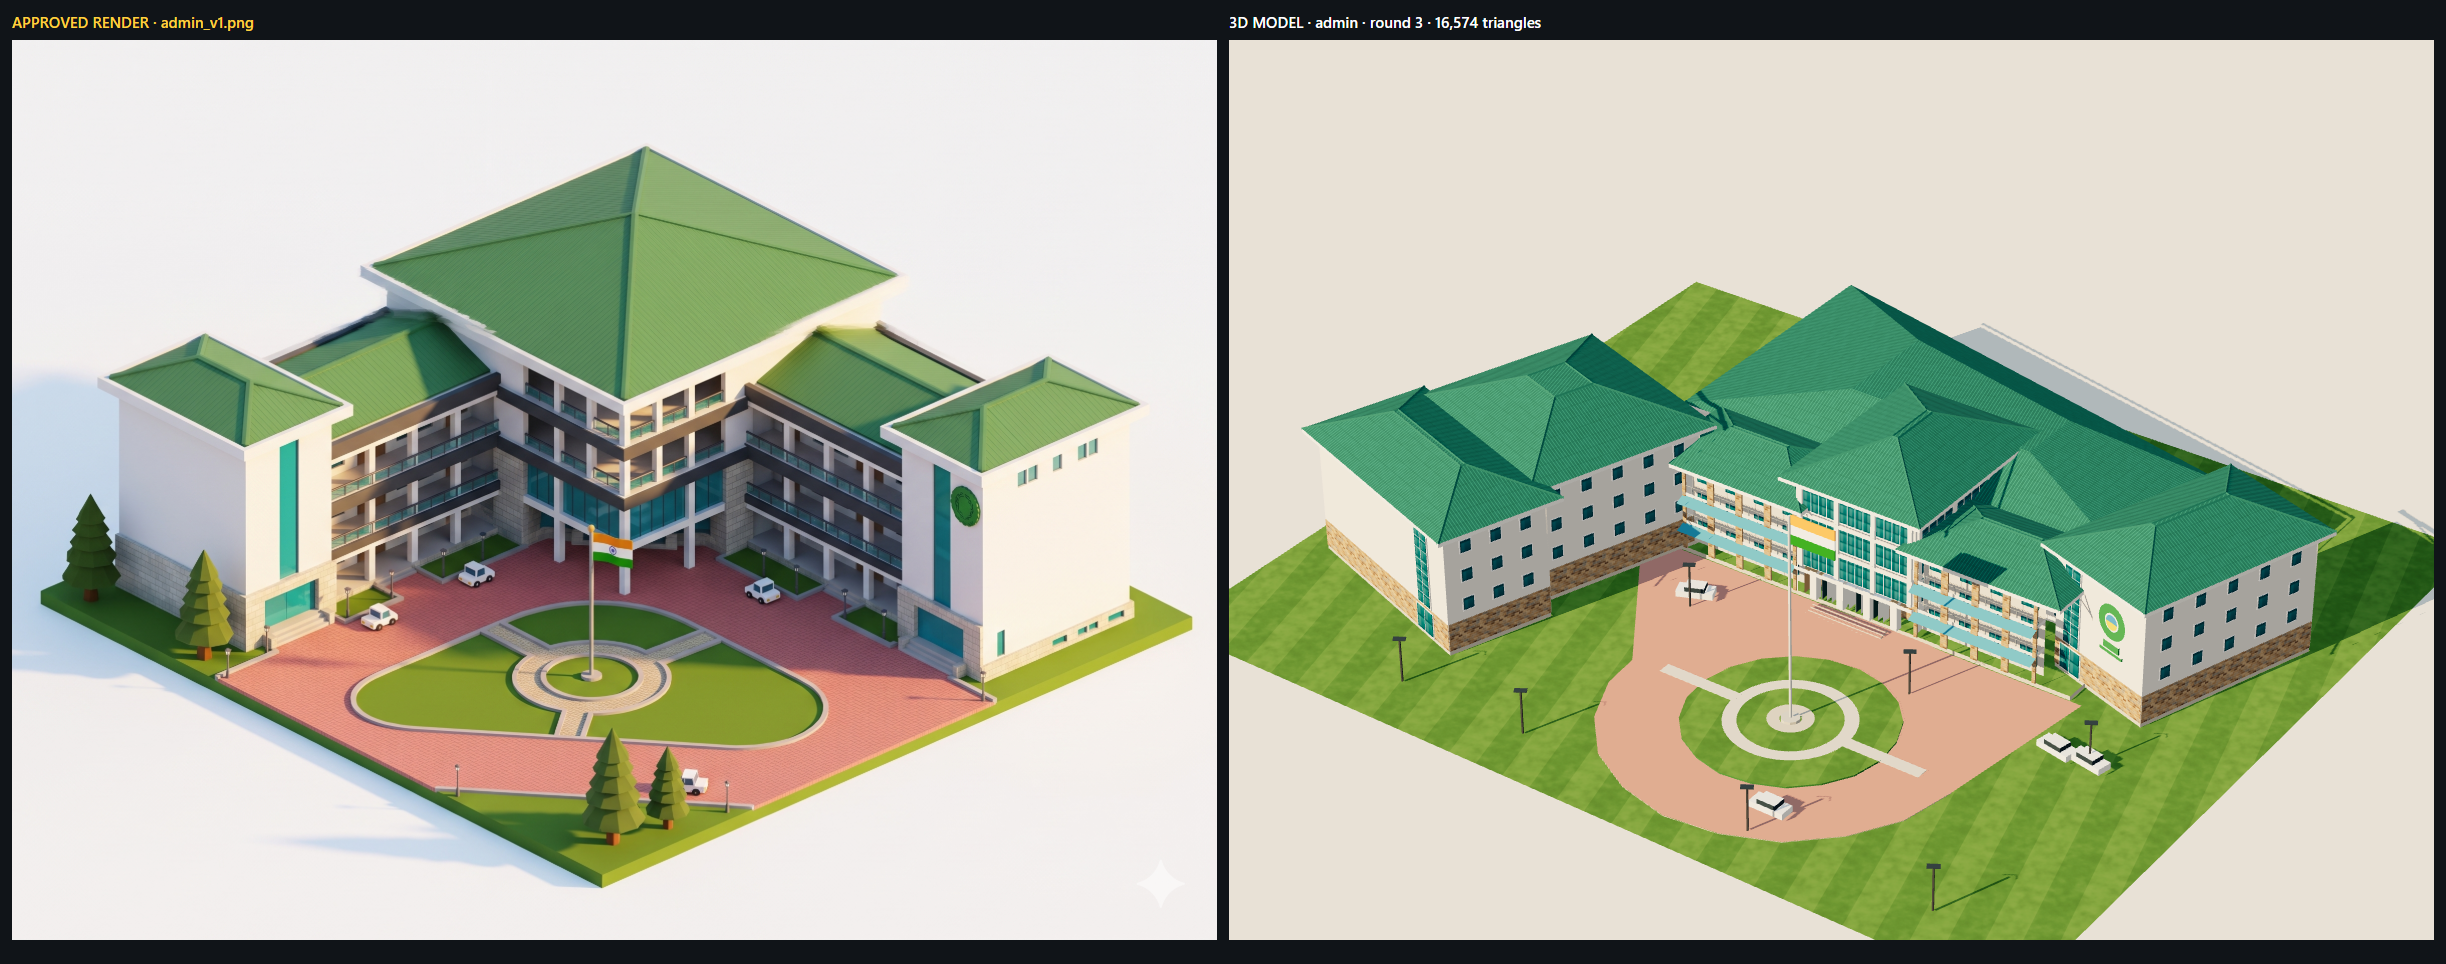 APPROVED RENDER · admin_v1.png
3D MODEL · admin · round 3 · 16,574 triangles